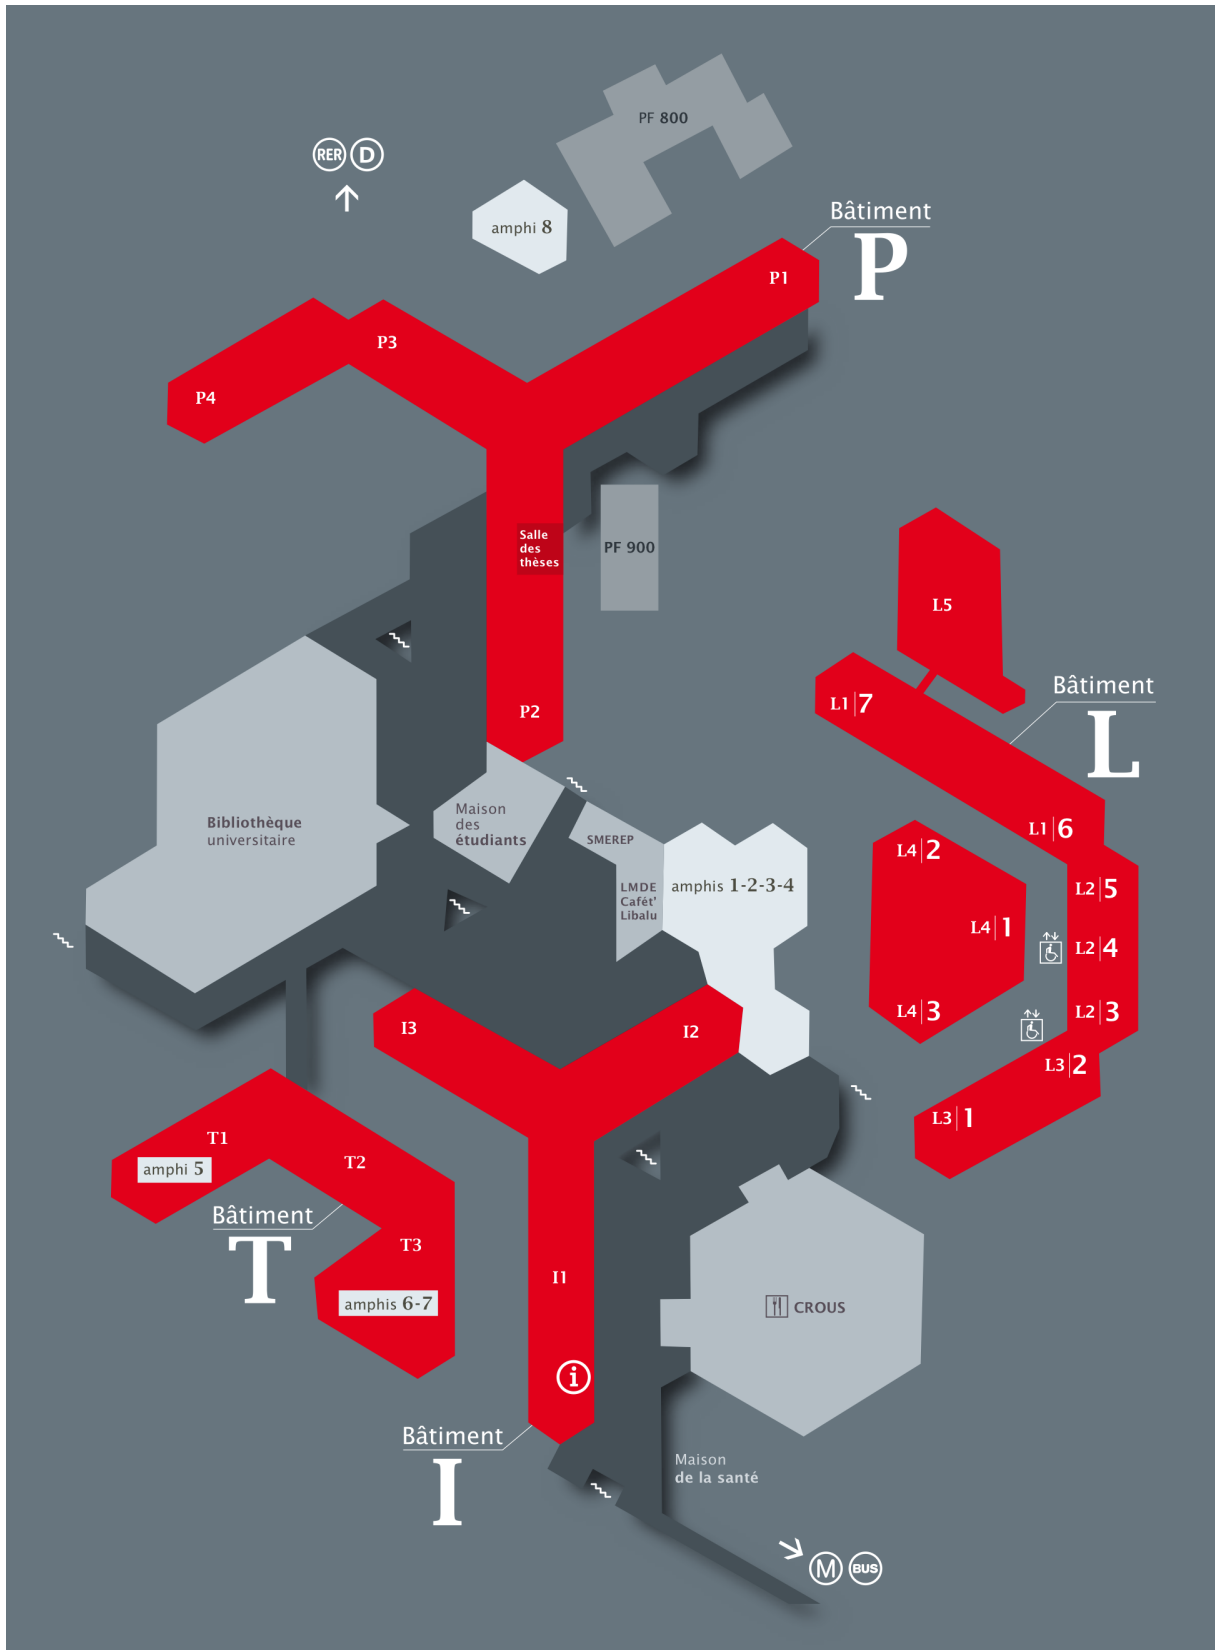 PF 800
RER D
amphi 8
Bâtiment
P
P1
P3
P4
Salle
des
thèses
PF 900
P2
L5
Bâtiment
L
L1|7
L1|6
L4|2
L2|5
L4|1
L2|4
L4|3
L2|3
L3|2
L3|1
Bibliothèque
universitaire
Maison
des
étudiants
SMEREP
LMDE
Cafét'
Libalu
amphis 1-2-3-4
I3
I2
T1
amphi 5
T2
Bâtiment
T
T3
amphis 6-7
I1
i
CROUS
Bâtiment
I
Maison
de la santé
M BUS